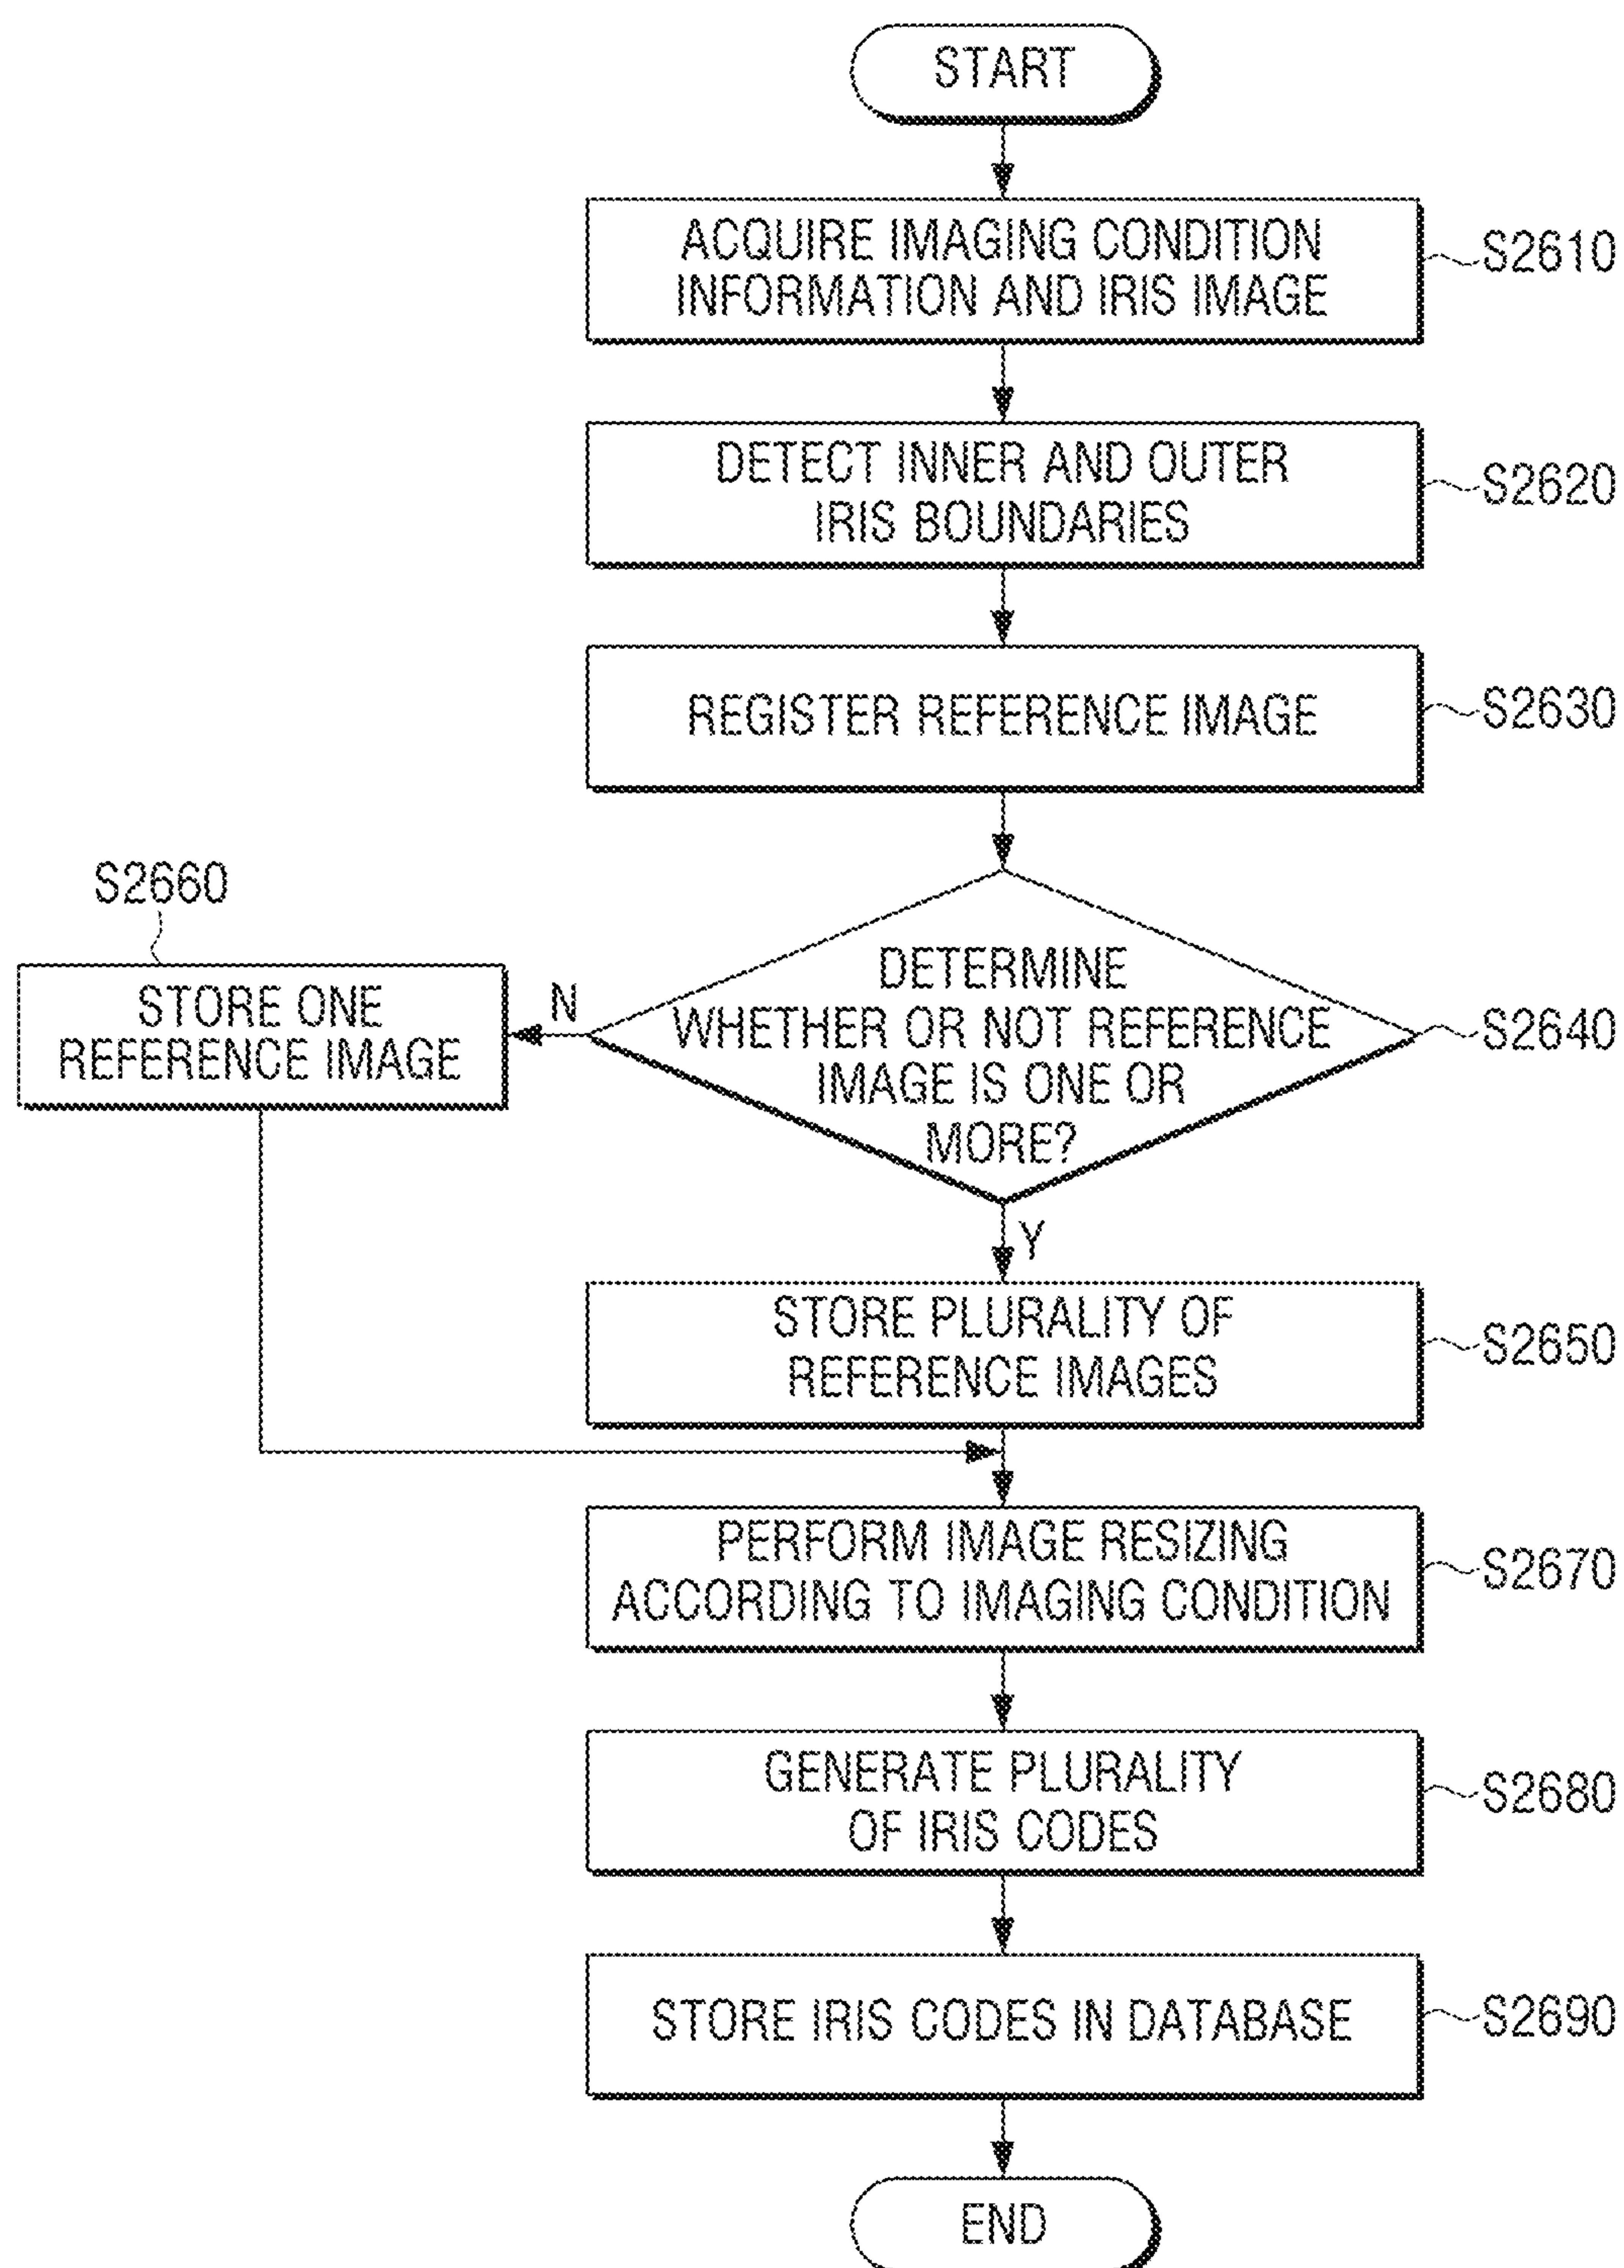 START
ACQUIRE IMAGING CONDITION
INFORMATION AND IRIS IMAGE
S2610
DETECT INNER AND OUTER
IRIS BOUNDARIES
S2620
REGISTER REFERENCE IMAGE
S2630
DETERMINE
WHETHER OR NOT REFERENCE
IMAGE IS ONE OR
MORE?
S2640
N
S2660
STORE ONE
REFERENCE IMAGE
Y
STORE PLURALITY OF
REFERENCE IMAGES
S2650
PERFORM IMAGE RESIZING
ACCORDING TO IMAGING CONDITION
S2670
GENERATE PLURALITY
OF IRIS CODES
S2680
STORE IRIS CODES IN DATABASE
S2690
END